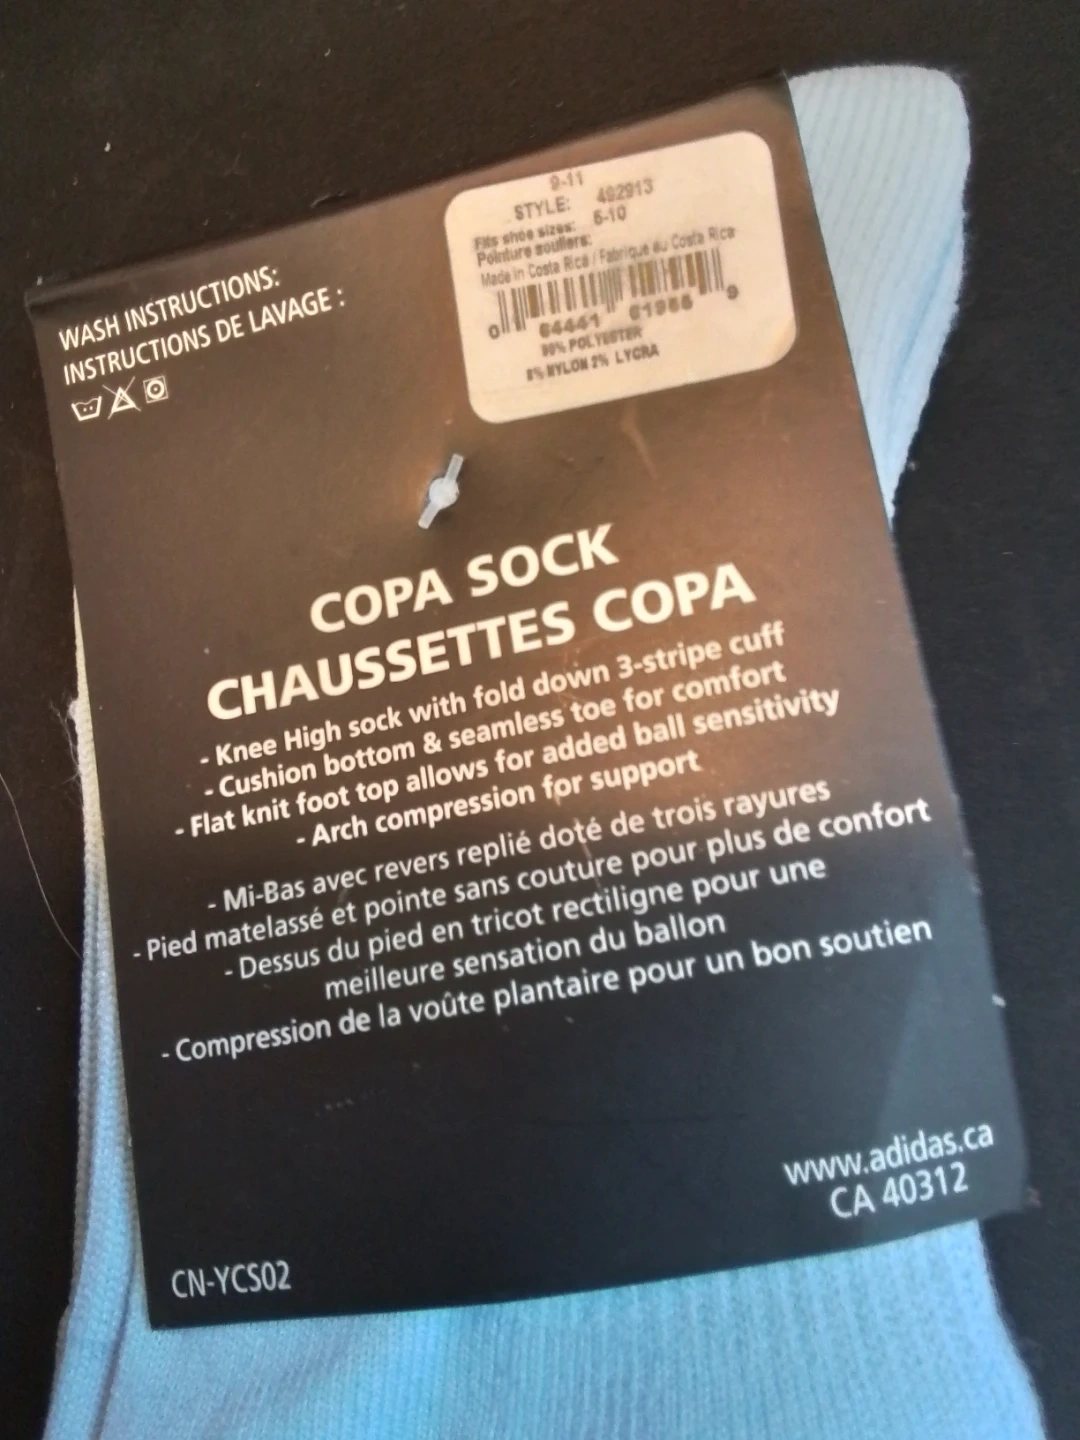 9-11
STYLE: 492913
Fits shoe sizes: 6-10
Pointure souliers:
Made in Costa Rica / Fabrique au Costa Rica
0 64441 61966 9
90% POLYESTER
8% NYLON 2% LYCRA
WASH INSTRUCTIONS:
INSTRUCTIONS DE LAVAGE :
COPA SOCK
CHAUSSETTES COPA
- Knee High sock with fold down 3-stripe cuff
- Cushion bottom & seamless toe for comfort
- Flat knit foot top allows for added ball sensitivity
- Arch compression for support
- Mi-Bas avec revers replié doté de trois rayures
- Pied matelassé et pointe sans couture pour plus de confort
- Dessus du pied en tricot rectiligne pour une
meilleure sensation du ballon
- Compression de la voûte plantaire pour un bon soutien
www.adidas.ca
CA 40312
CN-YCS02